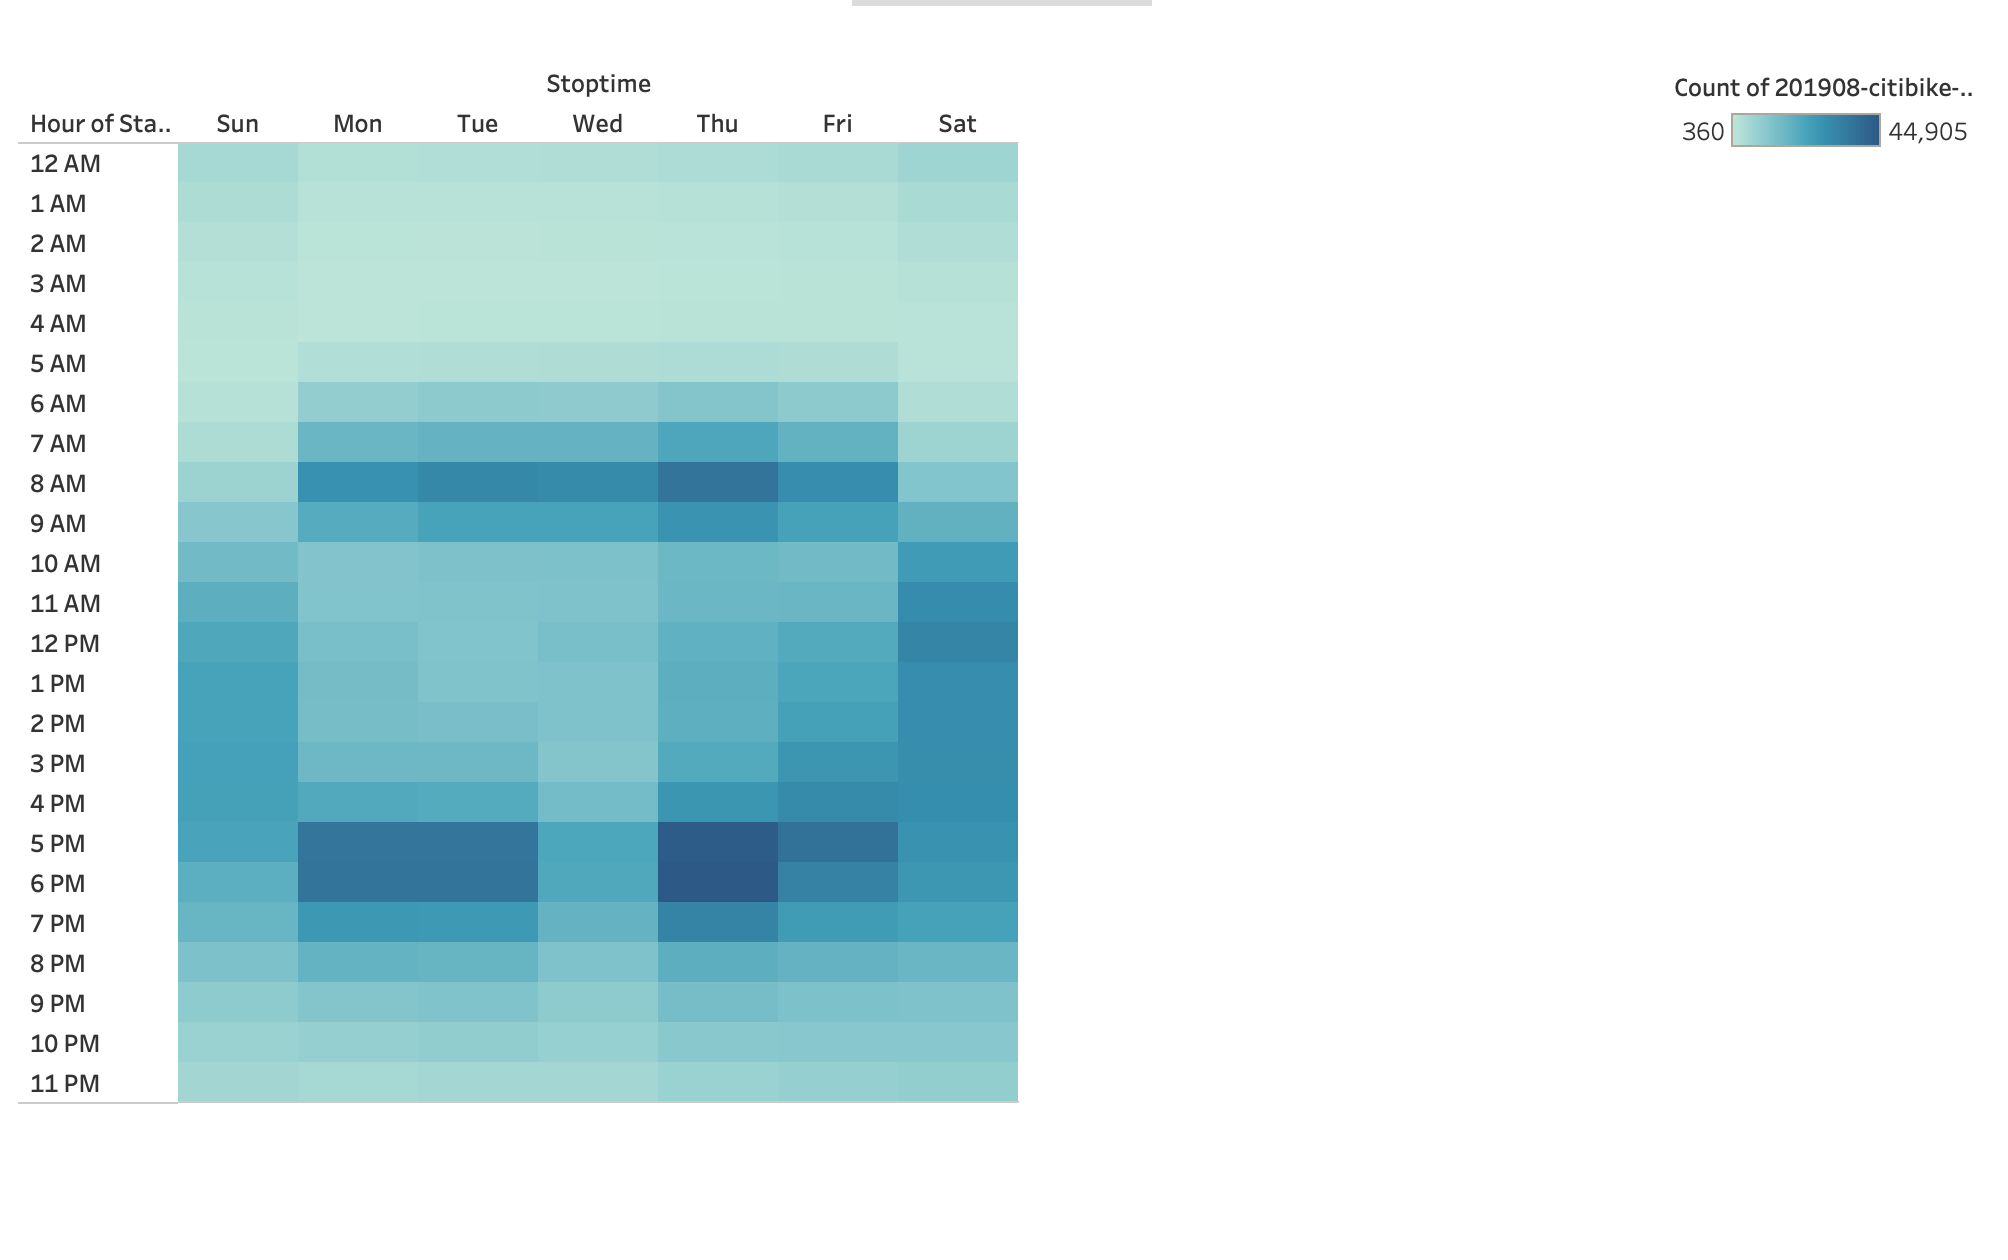 Stoptime
Hour of Sta.. Sun Mon Tue Wed Thu Fri Sat
12 AM
1 AM
2 AM
3 AM
4 AM
5 AM
6 AM
7 AM
8 AM
9 AM
10 AM
11 AM
12 PM
1 PM
2 PM
3 PM
4 PM
5 PM
6 PM
7 PM
8 PM
9 PM
10 PM
11 PM
Count of 201908-citibike-..
360 44,905